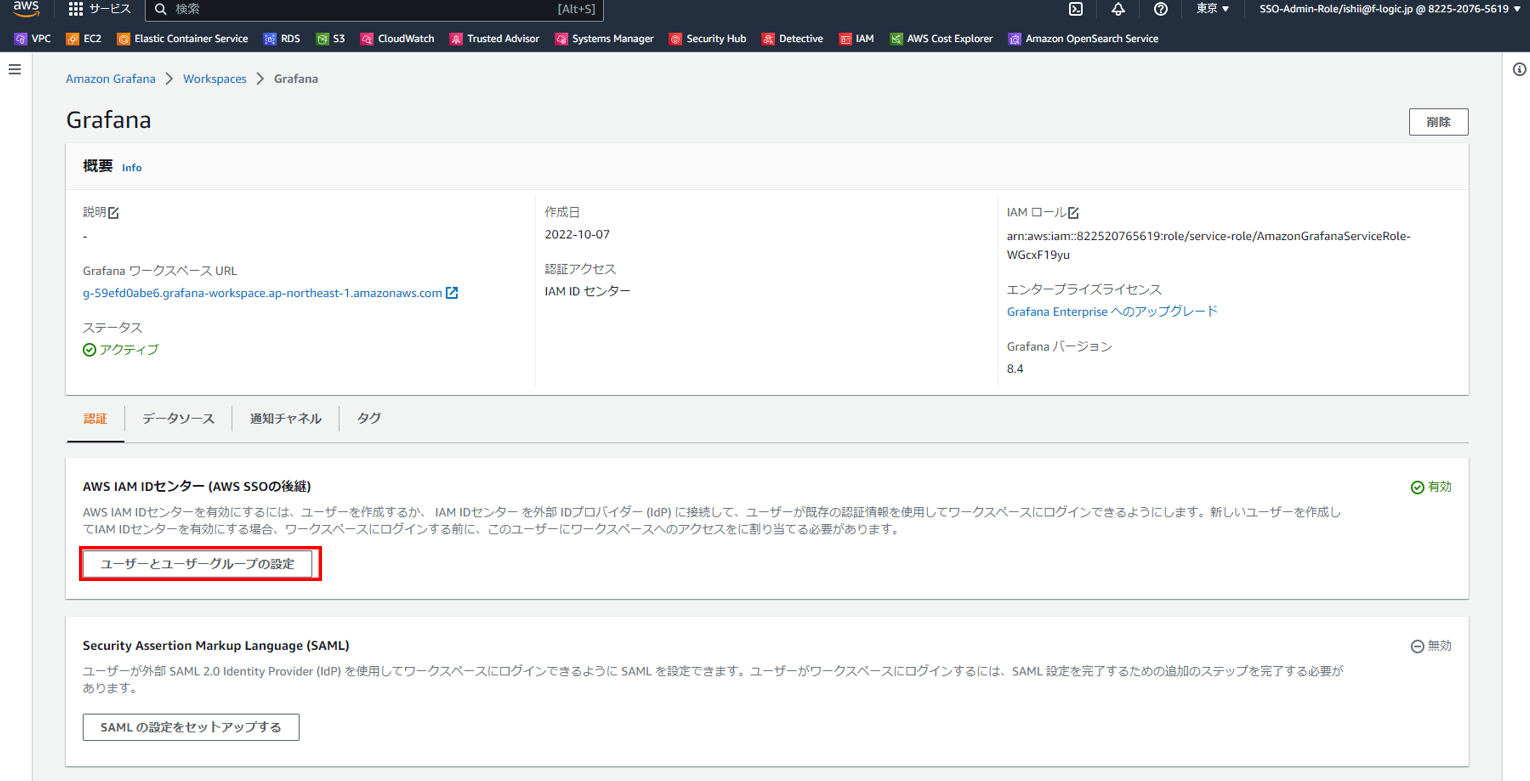 aws
サービス
検索
[Alt+S]
東京 ▼
SSO-Admin-Role/ishii@f-logic.jp @ 8225-2076-5619 ▼
VPC
EC2
Elastic Container Service
RDS
S3
CloudWatch
Trusted Advisor
Systems Manager
Security Hub
Detective
IAM
AWS Cost Explorer
Amazon OpenSearch Service
Amazon Grafana > Workspaces > Grafana
Grafana
削除
概要 Info
説明
-
Grafana ワークスペース URL
g-59efd0abe6.grafana-workspace.ap-northeast-1.amazonaws.com
ステータス
アクティブ
作成日
2022-10-07
認証アクセス
IAM ID センター
IAM ロール
arn:aws:iam::822520765619:role/service-role/AmazonGrafanaServiceRole-
WGcxF19yu
エンタープライズライセンス
Grafana Enterprise へのアップグレード
Grafana バージョン
8.4
認証
データソース
通知チャネル
タグ
AWS IAM IDセンター (AWS SSOの後継)
有効
AWS IAM IDセンターを有効にするには、ユーザーを作成するか、 IAM IDセンター を外部 IDプロバイダー (IdP) に接続して、ユーザーが既存の認証情報を使用してワークスペースにログインできるようにします。新しいユーザーを作成し
てIAM IDセンターを有効にする場合、ワークスペースにログインする前に、このユーザーにワークスペースへのアクセスをに割り当てる必要があります。
ユーザーとユーザーグループの設定
Security Assertion Markup Language (SAML)
無効
ユーザーが外部 SAML 2.0 Identity Provider (IdP) を使用してワークスペースにログインできるように SAML を設定できます。ユーザーがワークスペースにログインするには、SAML 設定を完了するための追加のステップを完了する必要が
あります。
SAML の設定をセットアップする